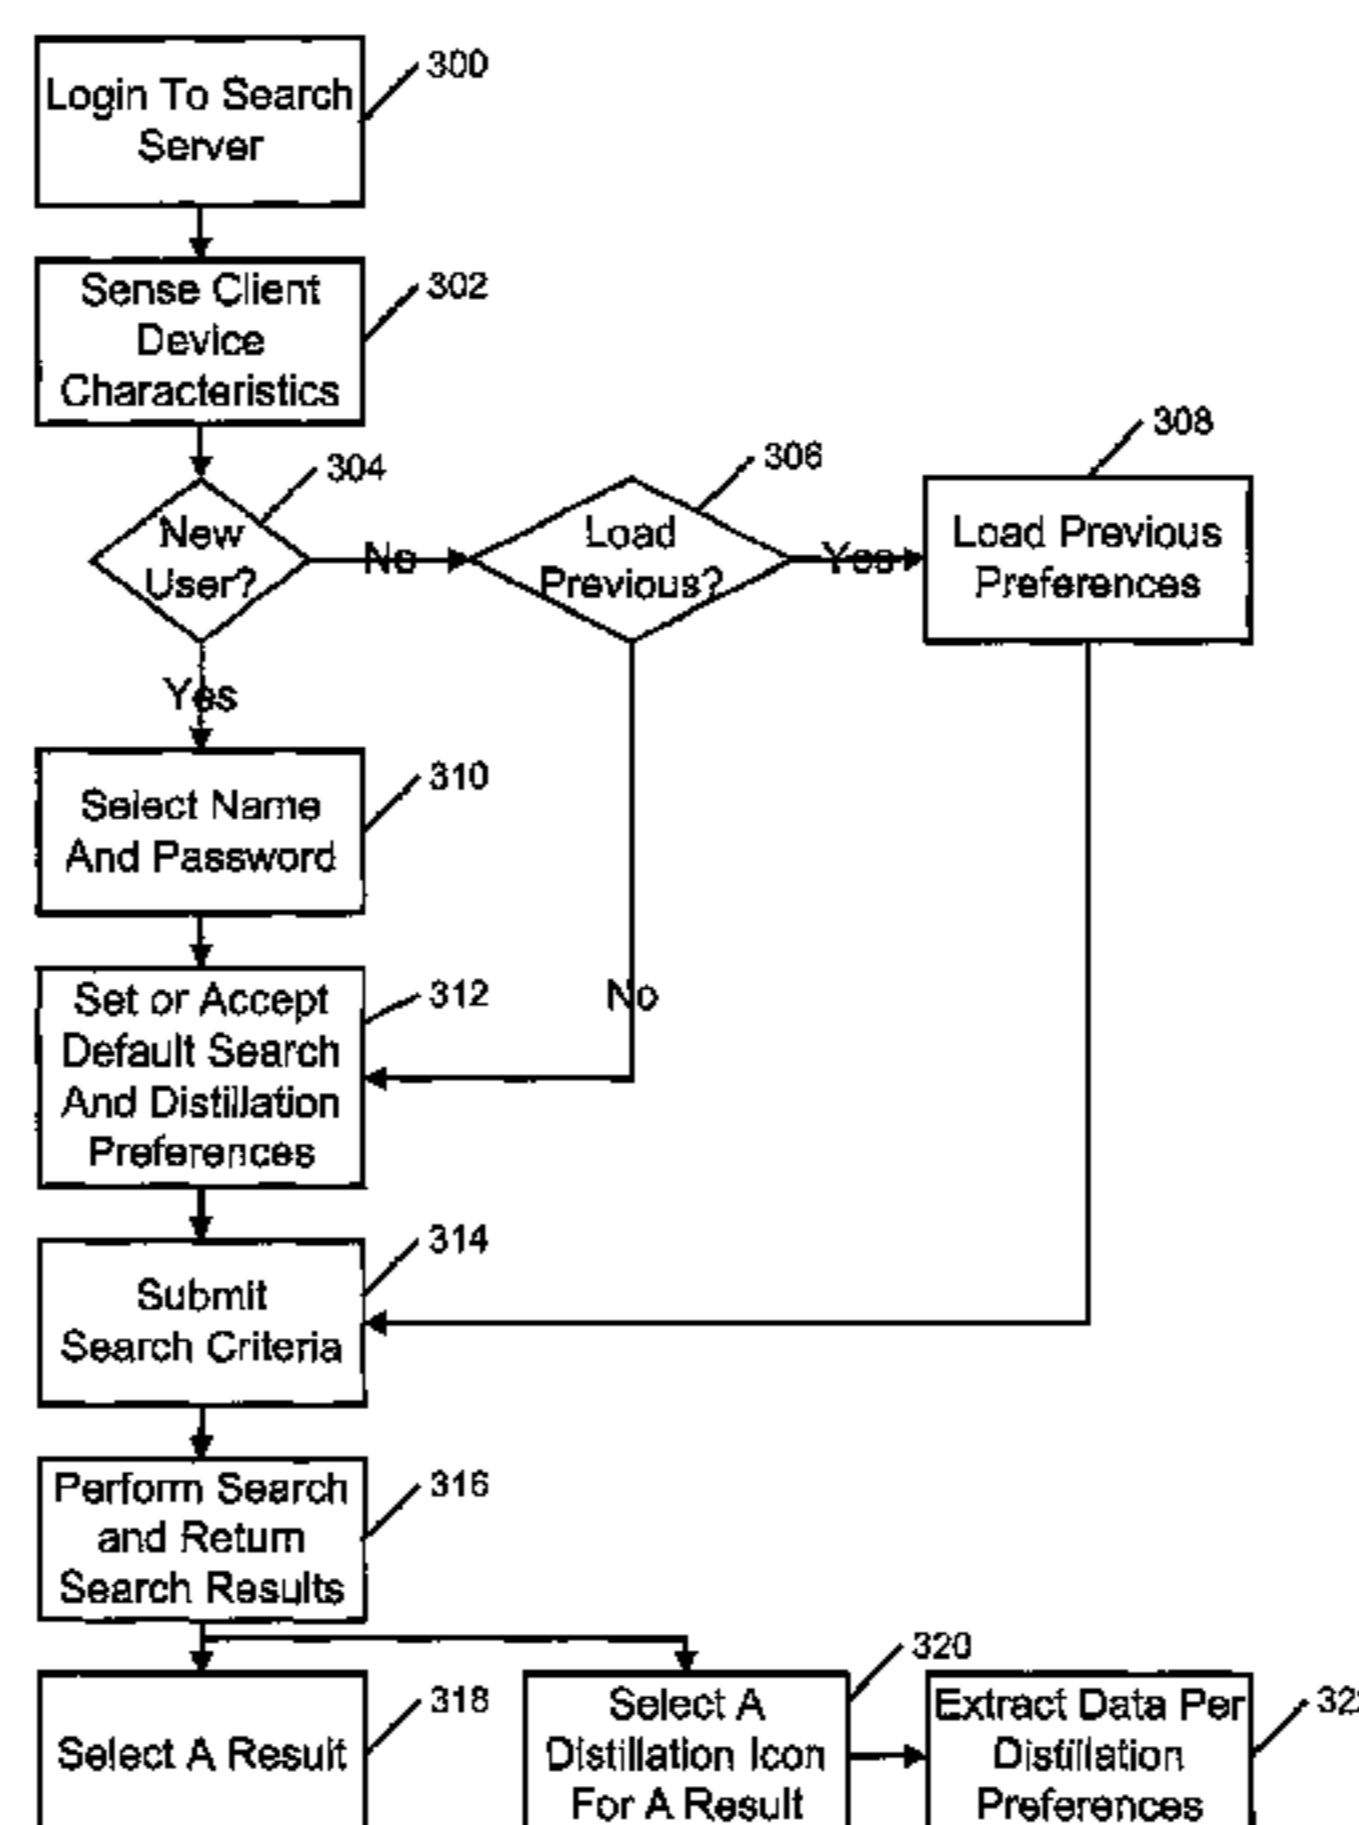 Login To Search
Server
300
Sense Client
Device
Characteristics
302
New
User?
304
No
Load
Previous?
306
Yes
Load Previous
Preferences
308
Yes
Select Name
And Password
310
Set or Accept
Default Search
And Distillation
Preferences
312
No
Submit
Search Criteria
314
Perform Search
and Return
Search Results
316
Select A Result
318
Select A
Distillation Icon
For A Result
320
Extract Data Per
Distillation
Preferences